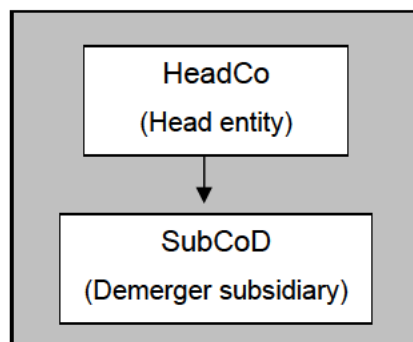 HeadCo
(Head entity)
SubCoD
(Demerger subsidiary)